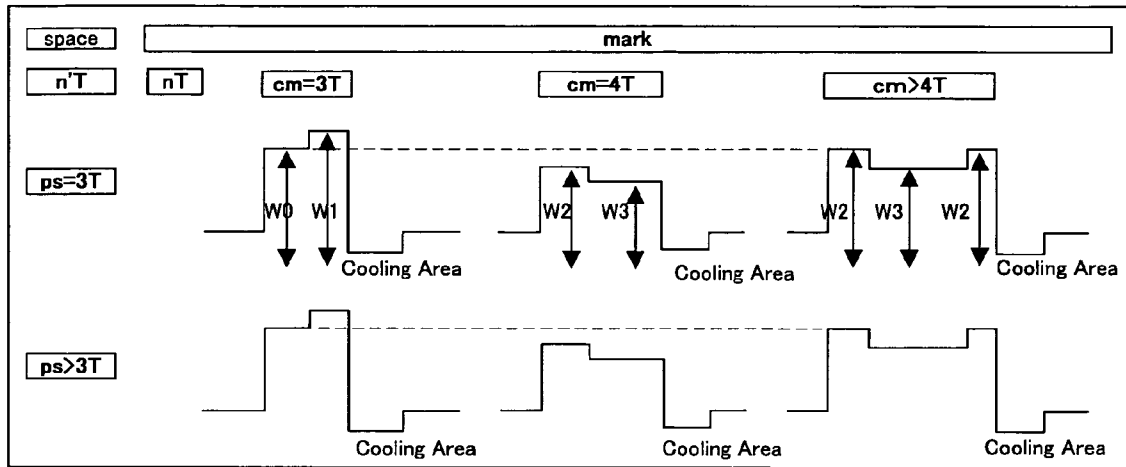 space mark
n'T nT cm=3T cm=4T cm>4T
ps=3T W0 W1 W2 W3 W2 W3 W2
Cooling Area Cooling Area Cooling Area
ps>3T
Cooling Area Cooling Area Cooling Area